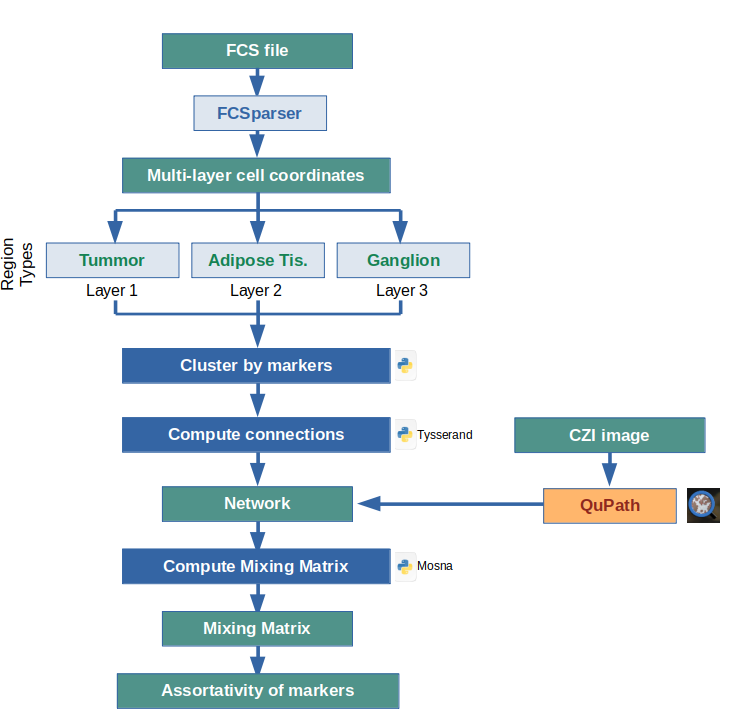 FCS file
FCSparser
Multi-layer cell coordinates
Region
Types
Tummor
Adipose Tis.
Ganglion
Layer 1
Layer 2
Layer 3
Cluster by markers
Compute connections
Tysserand
CZI image
Network
QuPath
Compute Mixing Matrix
Mosna
Mixing Matrix
Assortativity of markers